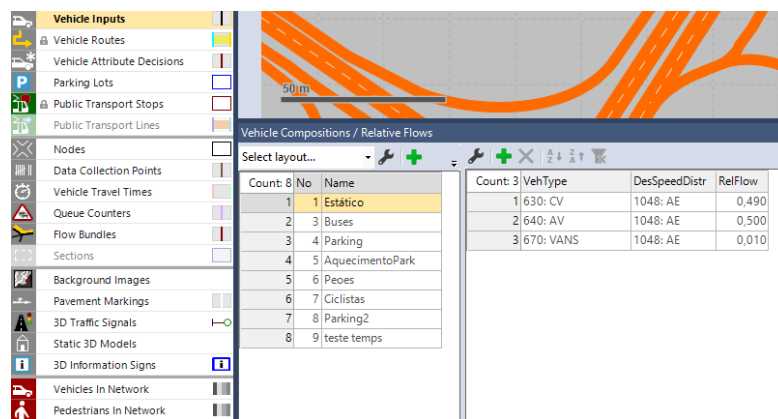 Vehicle Inputs
Vehicle Routes
Vehicle Attribute Decisions
Parking Lots
Public Transport Stops
Public Transport Lines
Nodes
Data Collection Points
Vehicle Travel Times
Queue Counters
Flow Bundles
Sections
Background Images
Pavement Markings
3D Traffic Signals
Static 3D Models
3D Information Signs
Vehicles In Network
Pedestrians In Network
50 m
Vehicle Compositions / Relative Flows
Select layout...
Count: 8 No Name
1 1 Estático
2 3 Buses
3 4 Parking
4 5 AquecimentoPark
5 6 Peoes
6 7 Ciclistas
7 8 Parking2
8 9 teste temps
Count: 3 VehType DesSpeedDistr RelFlow
1 630: CV 1048: AE 0,490
2 640: AV 1048: AE 0,500
3 670: VANS 1048: AE 0,010